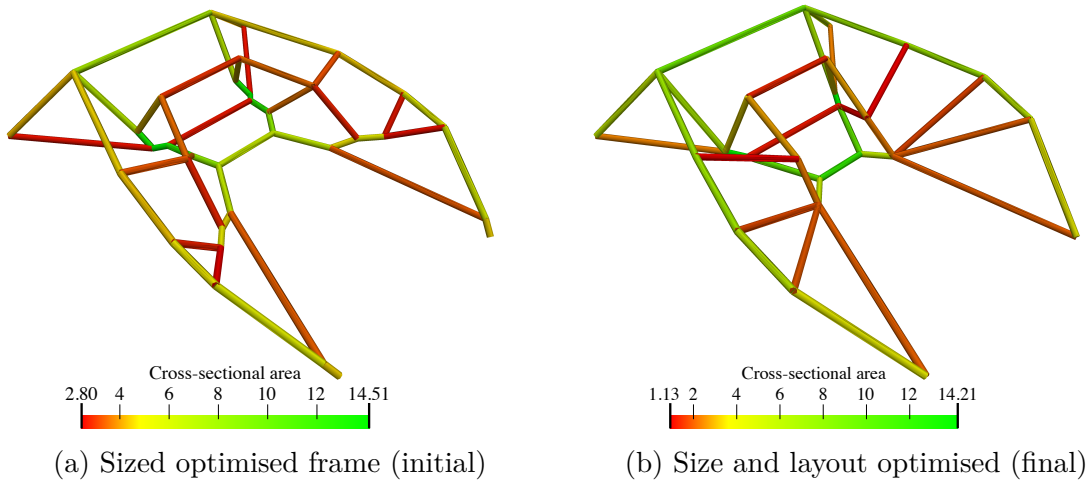 Cross-sectional area
2.80 4 6 8 10 12 14.51
(a) Sized optimised frame (initial)
Cross-sectional area
1.13 2 4 6 8 10 12 14.21
(b) Size and layout optimised (final)